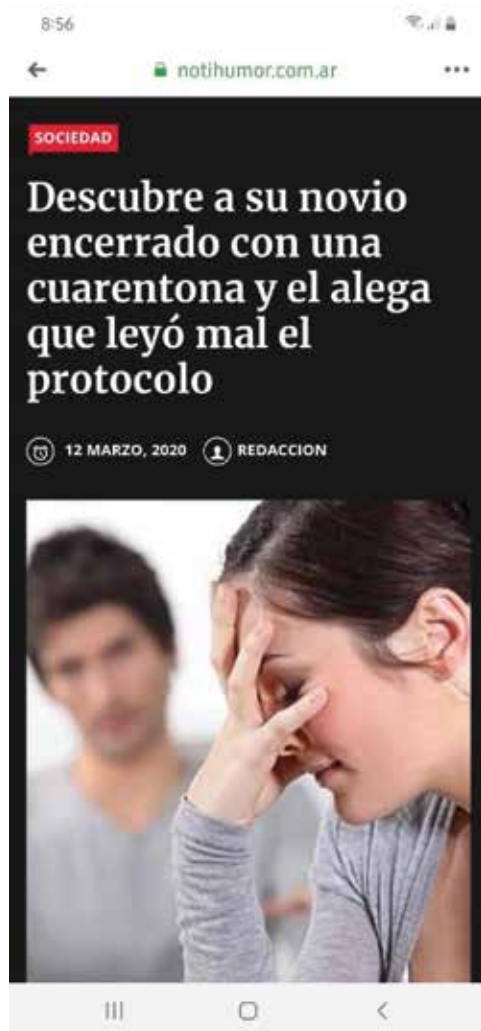 8:56
notihumor.com.ar
SOCIEDAD
Descubre a su novio
encerrado con una
cuarentona y el alega
que leyó mal el
protocolo
12 MARZO, 2020 REDACCION